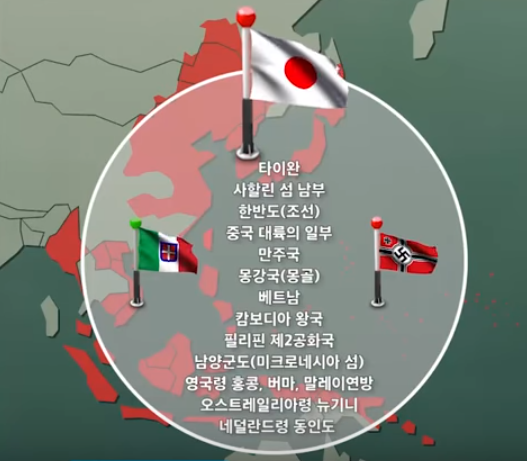 타이완
사할린 섬 남부
한반도(조선)
중국 대륙의 일부
만주국
몽강국(몽골)
베트남
캄보디아 왕국
필리핀 제2공화국
남양군도(미크로네시아 섬)
영국령 홍콩, 버마, 말레이연방
오스트레일리아령 뉴기니
네덜란드령 동인도